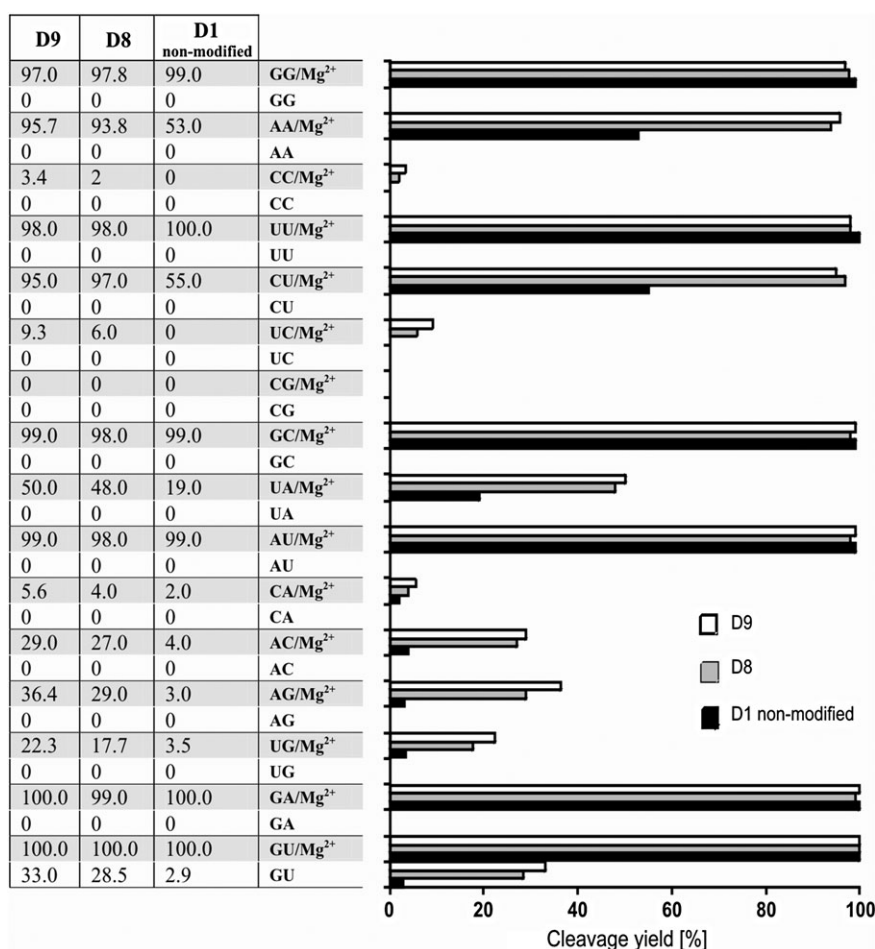 D9 D8 D1
non-modified
97.0 97.8 99.0 GG/Mg²⁺
0 0 0 GG
95.7 93.8 53.0 AA/Mg²⁺
0 0 0 AA
3.4 2 0 CC/Mg²⁺
0 0 0 CC
98.0 98.0 100.0 UU/Mg²⁺
0 0 0 UU
95.0 97.0 55.0 CU/Mg²⁺
0 0 0 CU
9.3 6.0 0 UC/Mg²⁺
0 0 0 UC
0 0 0 CG/Mg²⁺
0 0 0 CG
99.0 98.0 99.0 GC/Mg²⁺
0 0 0 GC
50.0 48.0 19.0 UA/Mg²⁺
0 0 0 UA
99.0 98.0 99.0 AU/Mg²⁺
0 0 0 AU
5.6 4.0 2.0 CA/Mg²⁺
0 0 0 CA
29.0 27.0 4.0 AC/Mg²⁺
0 0 0 AC
36.4 29.0 3.0 AG/Mg²⁺
0 0 0 AG
22.3 17.7 3.5 UG/Mg²⁺
0 0 0 UG
100.0 99.0 100.0 GA/Mg²⁺
0 0 0 GA
100.0 100.0 100.0 GU/Mg²⁺
33.0 28.5 2.9 GU
D9
D8
D1 non-modified
0 20 40 60 80 100
Cleavage yield [%]